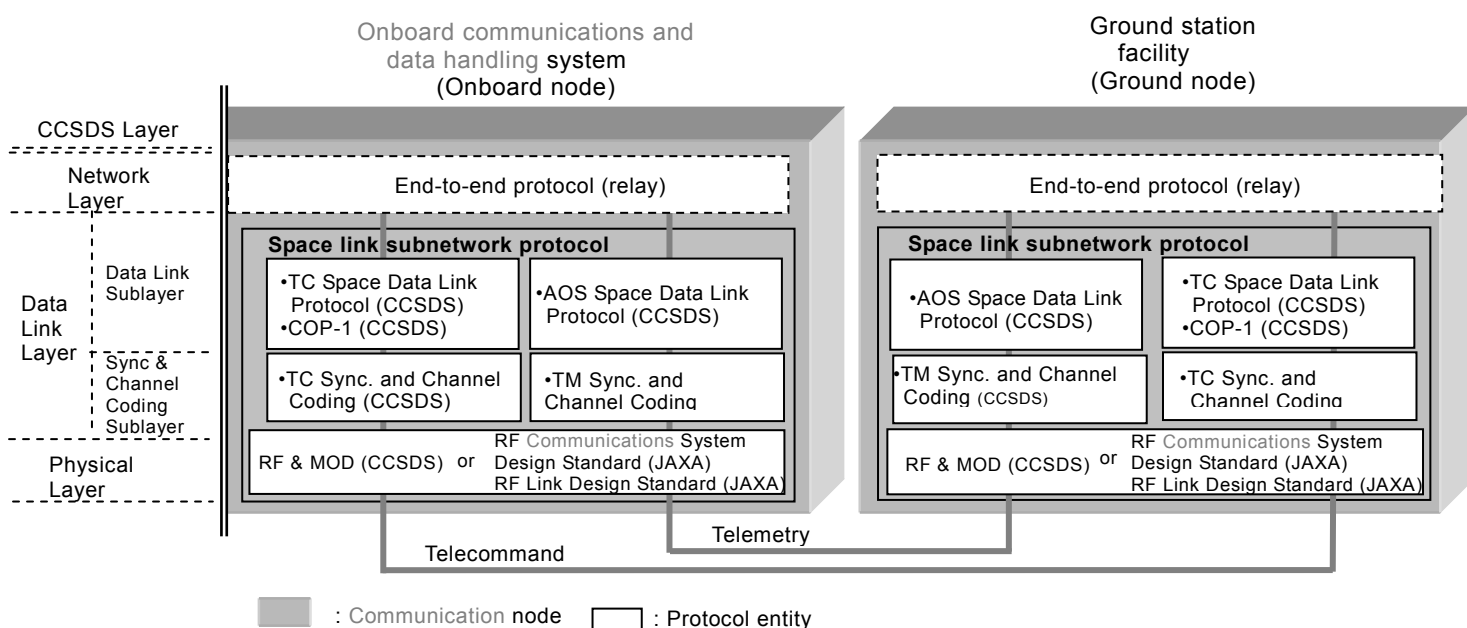 Onboard communications and
data handling system
(Onboard node)
Ground station
facility
(Ground node)
CCSDS Layer
Network
Layer
End-to-end protocol (relay)
End-to-end protocol (relay)
Data
Link
Layer
Data Link
Sublayer
Sync &
Channel
Coding
Sublayer
Physical
Layer
Space link subnetwork protocol
•TC Space Data Link
Protocol (CCSDS)
•COP-1 (CCSDS)
•AOS Space Data Link
Protocol (CCSDS)
•TC Sync. and Channel
Coding (CCSDS)
•TM Sync. and
Channel Coding
RF & MOD (CCSDS) or
RF Communications System
Design Standard (JAXA)
RF Link Design Standard (JAXA)
Space link subnetwork protocol
•AOS Space Data Link
Protocol (CCSDS)
•TC Space Data Link
Protocol (CCSDS)
•COP-1 (CCSDS)
•TM Sync. and Channel
Coding (CCSDS)
•TC Sync. and
Channel Coding
RF & MOD (CCSDS) or
RF Communications System
Design Standard (JAXA)
RF Link Design Standard (JAXA)
Telemetry
Telecommand
: Communication node
: Protocol entity